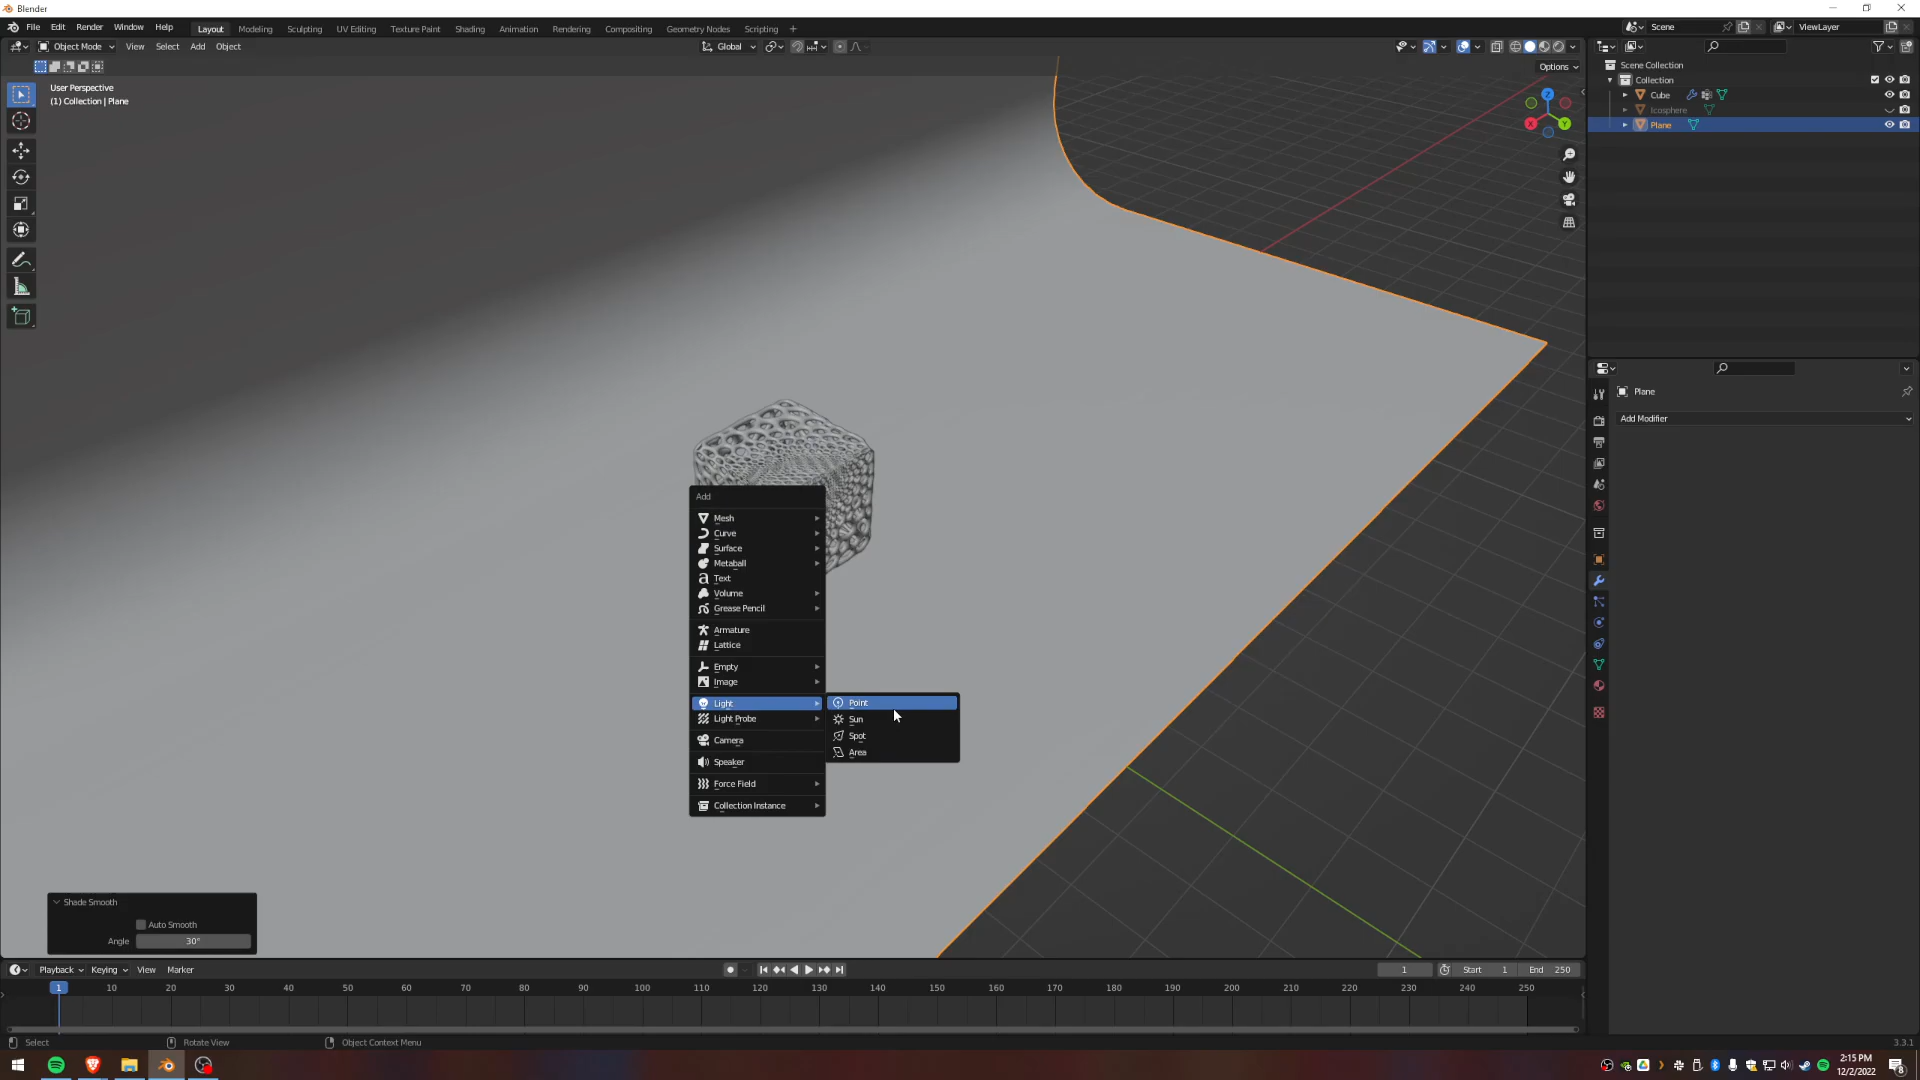 Blender
File Edit Render Window Help Layout Modeling Sculpting UV Editing Texture Paint Shading Animation Rendering Compositing Geometry Nodes Scripting + Scene ViewLayer
Object Mode View Select Add Object Global
Options
User Perspective
(1) Collection | Plane
Z
X
Y
Scene Collection
Collection
Cube
Icosphere
Plane
Plane
Add Modifier
Add
Mesh
Curve
Surface
Metaball
Text
Volume
Grease Pencil
Armature
Lattice
Empty
Image
Light
Light Probe
Camera
Speaker
Force Field
Collection Instance
Point
Sun
Spot
Area
Shade Smooth
Auto Smooth
Angle 30°
Playback Keying View Marker 1 Start 1 End 250
1 10 20 30 40 50 60 70 80 90 100 110 120 130 140 150 160 170 180 190 200 210 220 230 240 250
Select Rotate View Object Context Menu 3.3.1
2:15 PM
12/2/2022
8